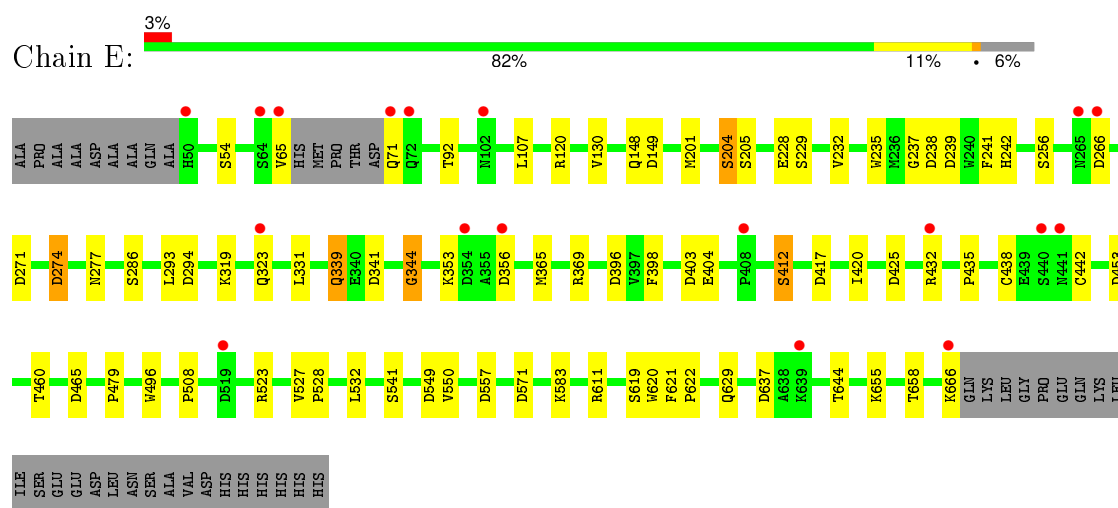 3%
Chain E:
82% 11% • 6%
ALA PRO ALA ALA ASP ALA ALA GLN ALA H50 S54 S64 V65 HIS MET PRO THR ASP Q71 Q72 T92 N102 L107 R120 V130 Q148 D149 M201 S204 S205 E228 S229 V232 W235 M236 G237 D238 D239 W240 F241 H242 S256 N265 D266
D271 D274 N277 S286 L293 D294 K319 Q323 L331 Q339 E340 D341 G344 K353 D354 A355 D356 M365 R369 D396 V397 F398 D403 E404 P408 S412 D417 I420 D425 R432 P435 C438 E439 S440 N441 C442 D453
T460 D465 P479 W496 P508 D519 R523 V527 P528 L532 S541 D549 V550 D557 D571 K583 R611 S619 W620 F621 P622 Q629 D637 A638 K639 T644 K655 T658 K666 GLN LYS LEU GLY PRO GLU GLN LYS LEU
ILE SER GLU GLU ASP LEU ASN SER ALA VAL ASP HIS HIS HIS HIS HIS HIS